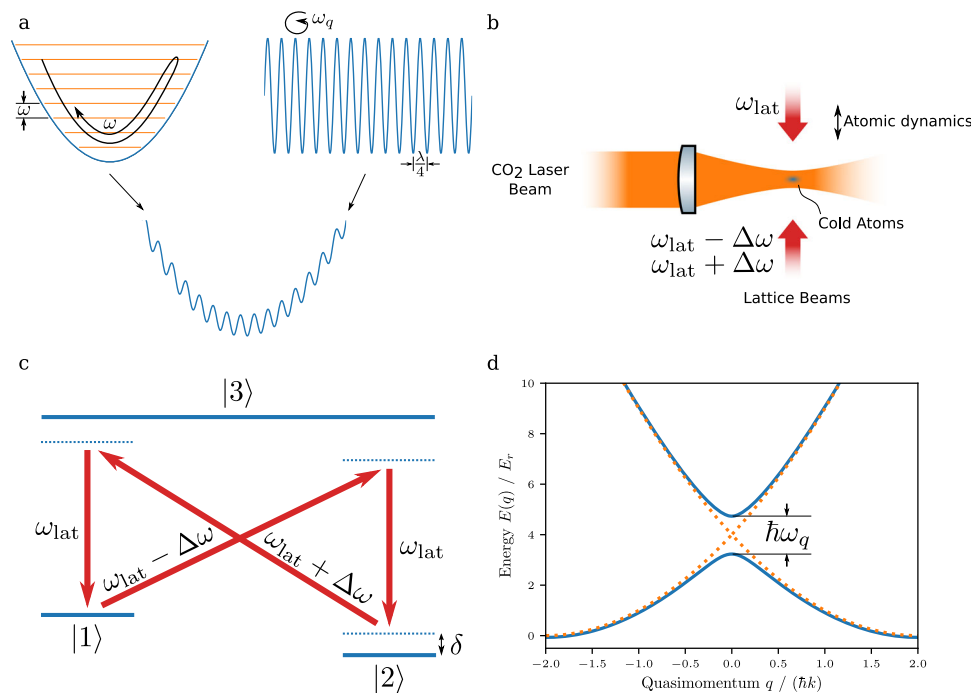 a
ω_q
ω
ω
λ/4
b
ω_lat
Atomic dynamics
CO₂ Laser
Beam
Cold Atoms
ω_lat − Δω
ω_lat + Δω
Lattice Beams
c
|3⟩
ω_lat
ω_lat − Δω
ω_lat + Δω
ω_lat
|1⟩
δ
|2⟩
d
Energy E(q) / E_r
10
8
6
4
2
0
ħω_q
−2.0 −1.5 −1.0 −0.5 0.0 0.5 1.0 1.5 2.0
Quasimomentum q / (ħk)